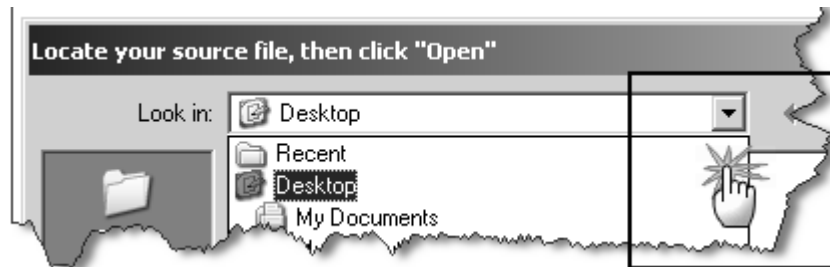 Locate your source file, then click "Open"
Look in: Desktop
Recent
Desktop
My Documents